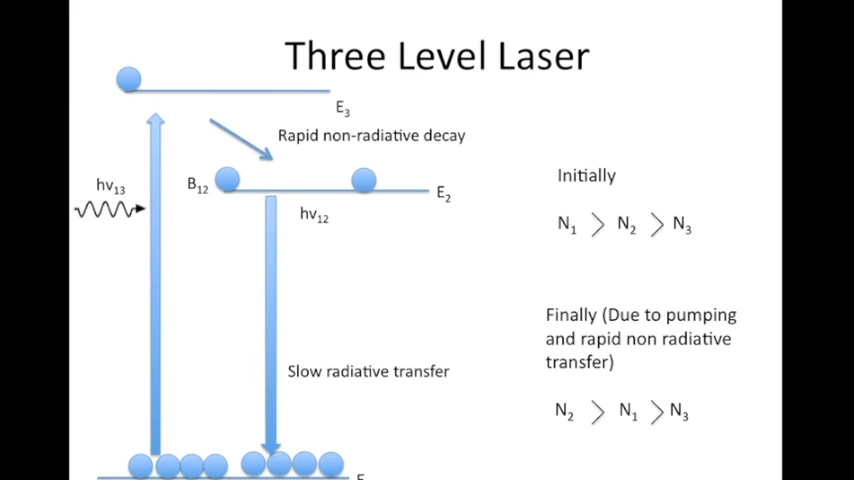 Three Level Laser
E3
Rapid non-radiative decay
hν13
B12
E2
hν12
Initially
N1 > N2 > N3
Finally (Due to pumping
and rapid non radiative
transfer)
Slow radiative transfer
N2 > N1 > N3